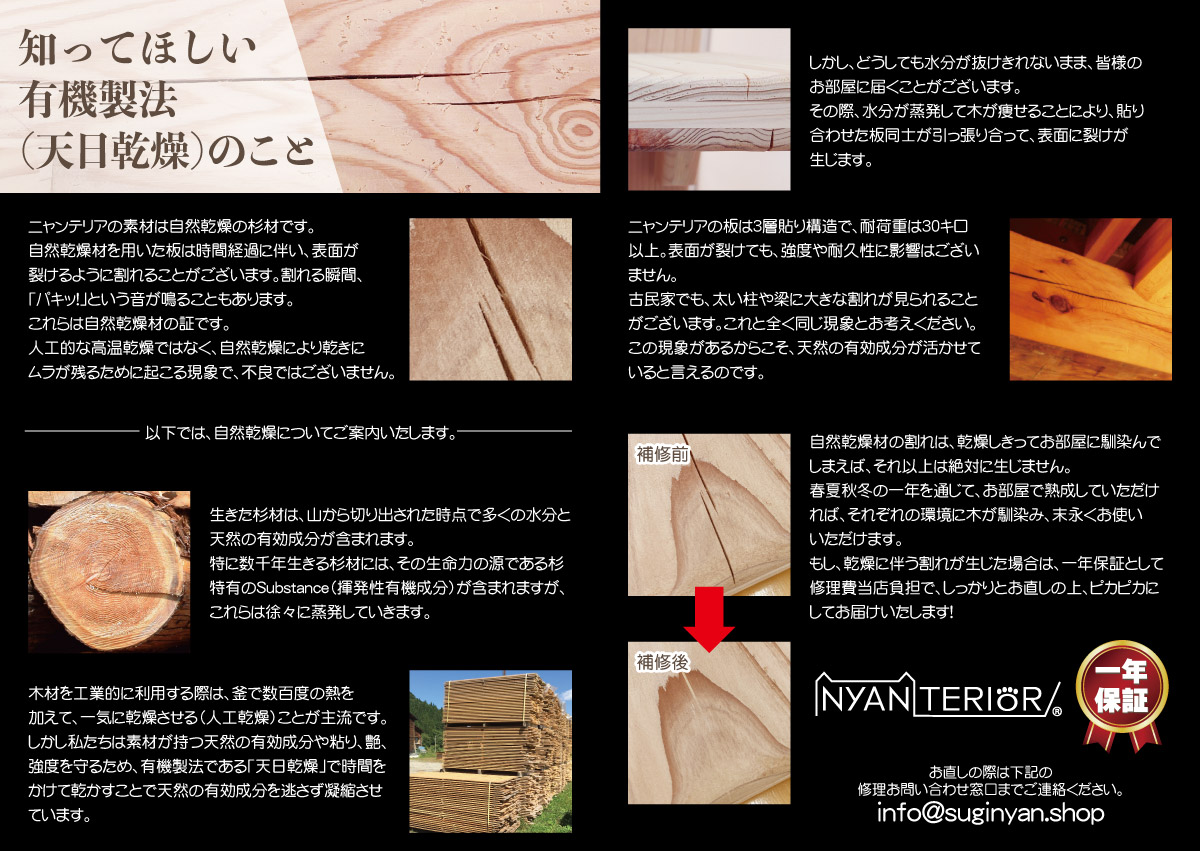 知ってほしい
有機製法
（天日乾燥）のこと
ニャンテリアの素材は自然乾燥の杉材です。
自然乾燥材を用いた板は時間経過に伴い、表面が
裂けるように割れることがございます。割れる瞬間、
「パキッ!」という音が鳴ることもあります。
これらは自然乾燥材の証です。
人工的な高温乾燥ではなく、自然乾燥により乾きに
ムラが残るために起こる現象で、不良ではございません。
以下では、自然乾燥についてご案内いたします。
生きた杉材は、山から切り出された時点で多くの水分と
天然の有効成分が含まれます。
特に数千年生きる杉材には、その生命力の源である杉
特有のSubstance（揮発性有機成分）が含まれますが、
これらは徐々に蒸発していきます。
木材を工業的に利用する際は、釜で数百度の熱を
加えて、一気に乾燥させる（人工乾燥）ことが主流です。
しかし私たちは素材が持つ天然の有効成分や粘り、艶、
強度を守るため、有機製法である「天日乾燥」で時間を
かけて乾かすことで天然の有効成分を逃さず凝縮させ
ています。
しかし、どうしても水分が抜けきれないまま、皆様の
お部屋に届くことがございます。
その際、水分が蒸発して木が痩せることにより、貼り
合わせた板同士が引っ張り合って、表面に裂けが
生じます。
ニャンテリアの板は3層貼り構造で、耐荷重は30キロ
以上。表面が裂けても、強度や耐久性に影響はござい
ません。
古民家でも、太い柱や梁に大きな割れが見られること
がございます。これと全く同じ現象とお考えください。
この現象があるからこそ、天然の有効成分が活かせて
いると言えるのです。
補修前
補修後
自然乾燥材の割れは、乾燥しきってお部屋に馴染んで
しまえば、それ以上は絶対に生じません。
春夏秋冬の一年を通じて、お部屋で熟成していただけ
れば、それぞれの環境に木が馴染み、末永くお使い
いただけます。
もし、乾燥に伴う割れが生じた場合は、一年保証として
修理費当店負担で、しっかりとお直しの上、ピカピカに
してお届けいたします!
NYANTERIOR®
一年
保証
お直しの際は下記の
修理お問い合わせ窓口までご連絡ください。
info@suginyan.shop